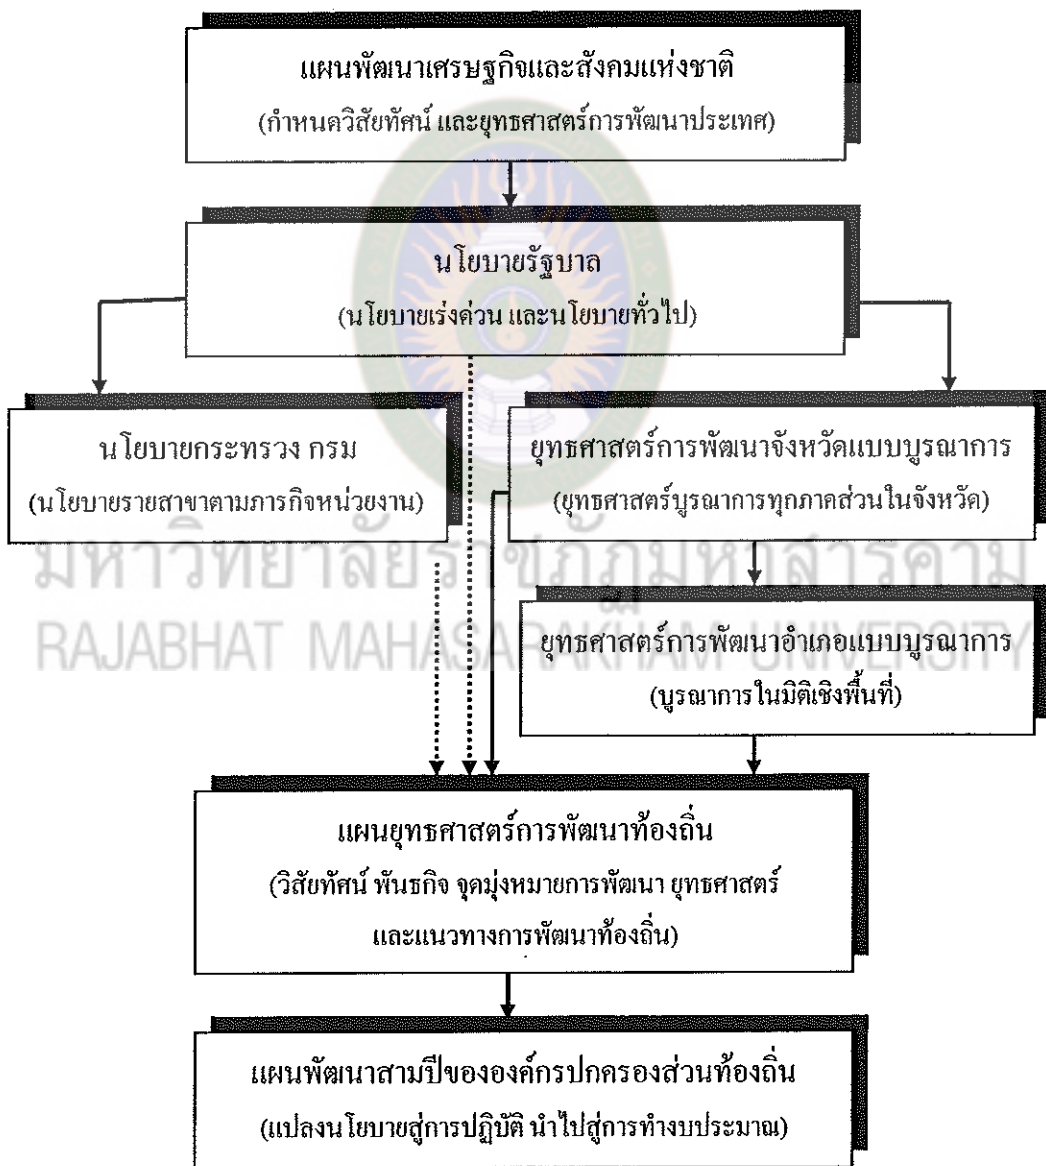 แผนพัฒนาเศรษฐกิจและสังคมแห่งชาติ
(กำหนดวิสัยทัศน์ และยุทธศาสตร์การพัฒนาประเทศ)
นโยบายรัฐบาล
(นโยบายเร่งด่วน และนโยบายทั่วไป)
นโยบายกระทรวง กรม
(นโยบายรายสาขาตามภารกิจหน่วยงาน)
ยุทธศาสตร์การพัฒนาจังหวัดแบบบูรณาการ
(ยุทธศาสตร์บูรณาการทุกภาคส่วนในจังหวัด)
มหาวิทยาลัยราชภัฏมหาสารคาม
RAJABHAT MAHASARAKHAM UNIVERSITY
ยุทธศาสตร์การพัฒนาอำเภอแบบบูรณาการ
(บูรณาการในมิติเชิงพื้นที่)
แผนยุทธศาสตร์การพัฒนาท้องถิ่น
(วิสัยทัศน์ พันธกิจ จุดมุ่งหมายการพัฒนา ยุทธศาสตร์
และแนวทางการพัฒนาท้องถิ่น)
แผนพัฒนาสามปีขององค์กรปกครองส่วนท้องถิ่น
(แปลงนโยบายสู่การปฏิบัติ นำไปสู่การทำงบประมาณ)